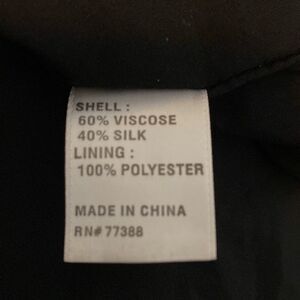 SHELL :
60% VISCOSE
40% SILK
LINING :
100% POLYESTER
MADE IN CHINA
RN# 77388